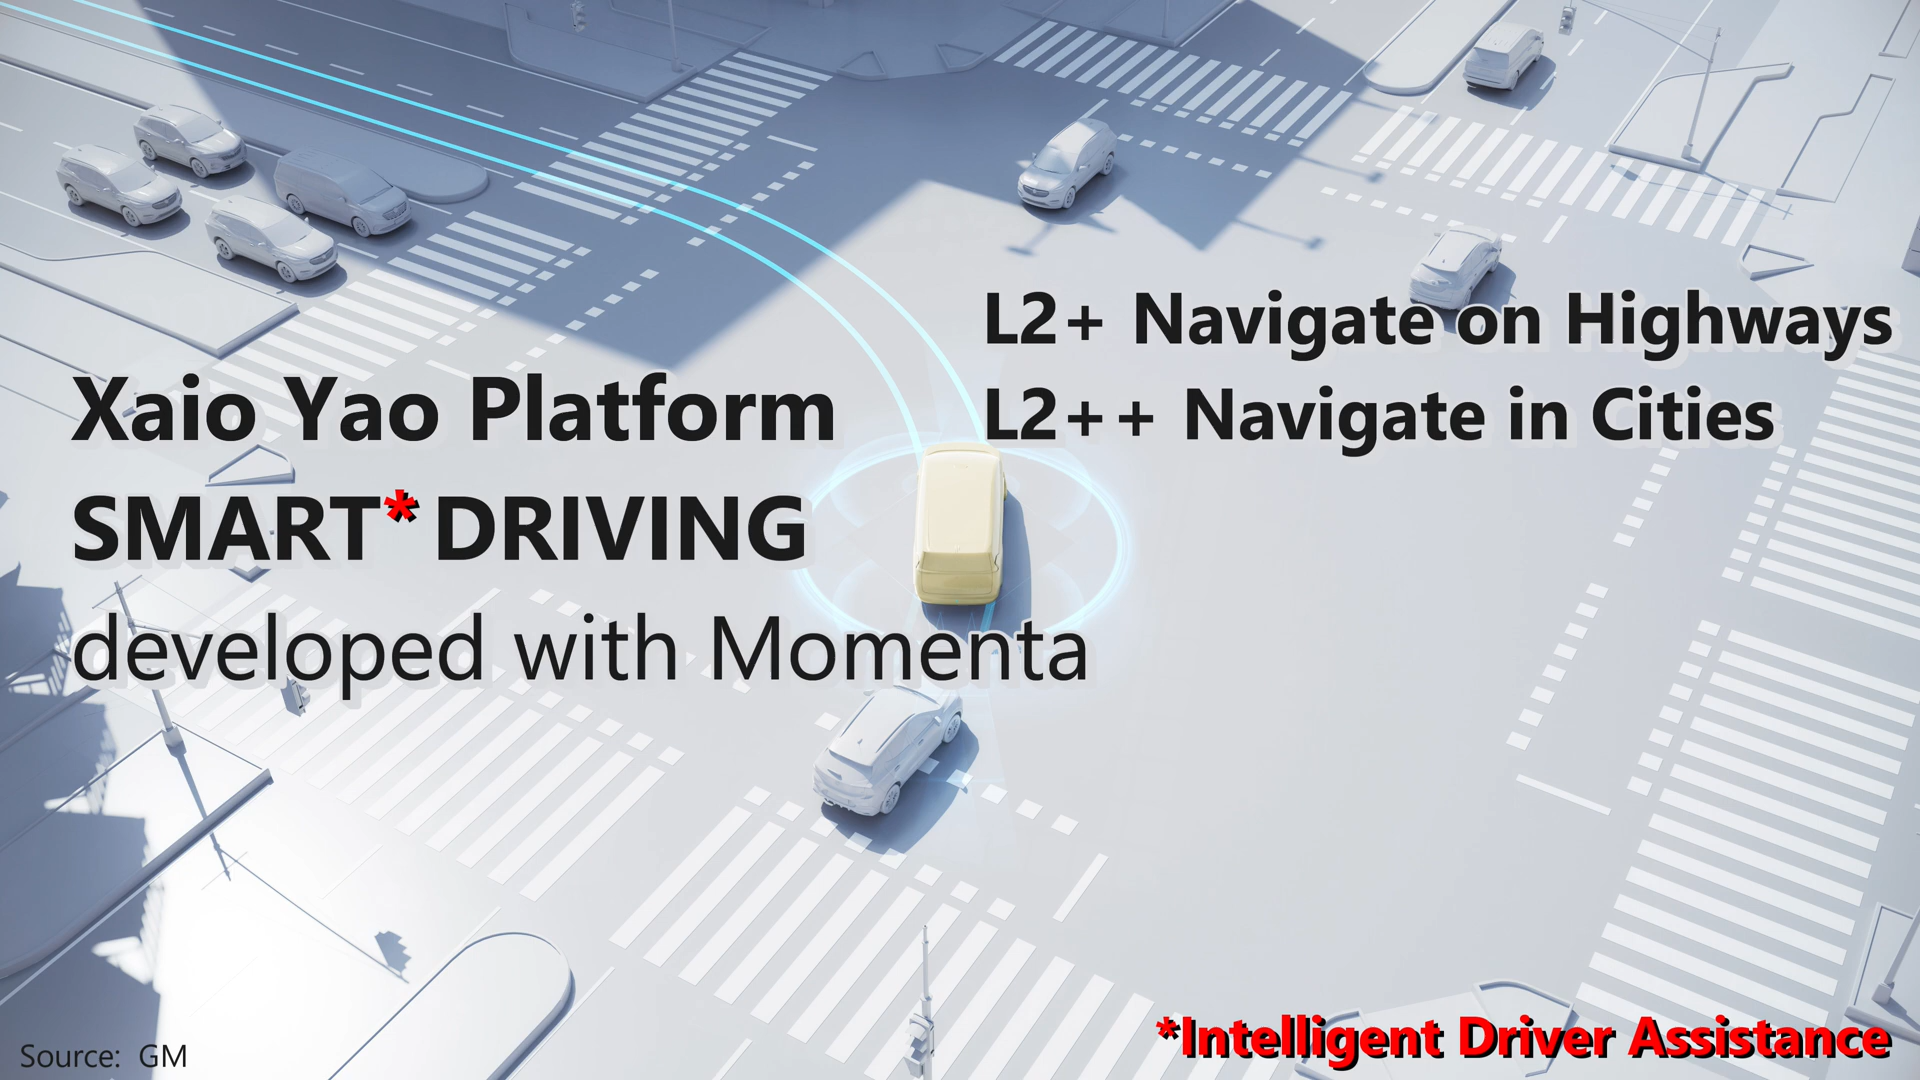 L2+ Navigate on Highways
L2++ Navigate in Cities
Xaio Yao Platform
SMART* DRIVING
developed with Momenta
Source: GM
*Intelligent Driver Assistance